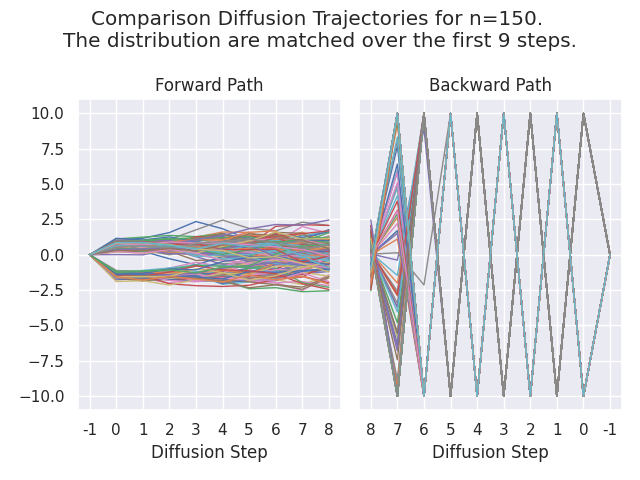 Comparison Diffusion Trajectories for n=150.
The distribution are matched over the first 9 steps.
Forward Path
Backward Path
10.0
7.5
5.0
2.5
0.0
−2.5
−5.0
−7.5
−10.0
-1 0 1 2 3 4 5 6 7 8
8 7 6 5 4 3 2 1 0 -1
Diffusion Step
Diffusion Step